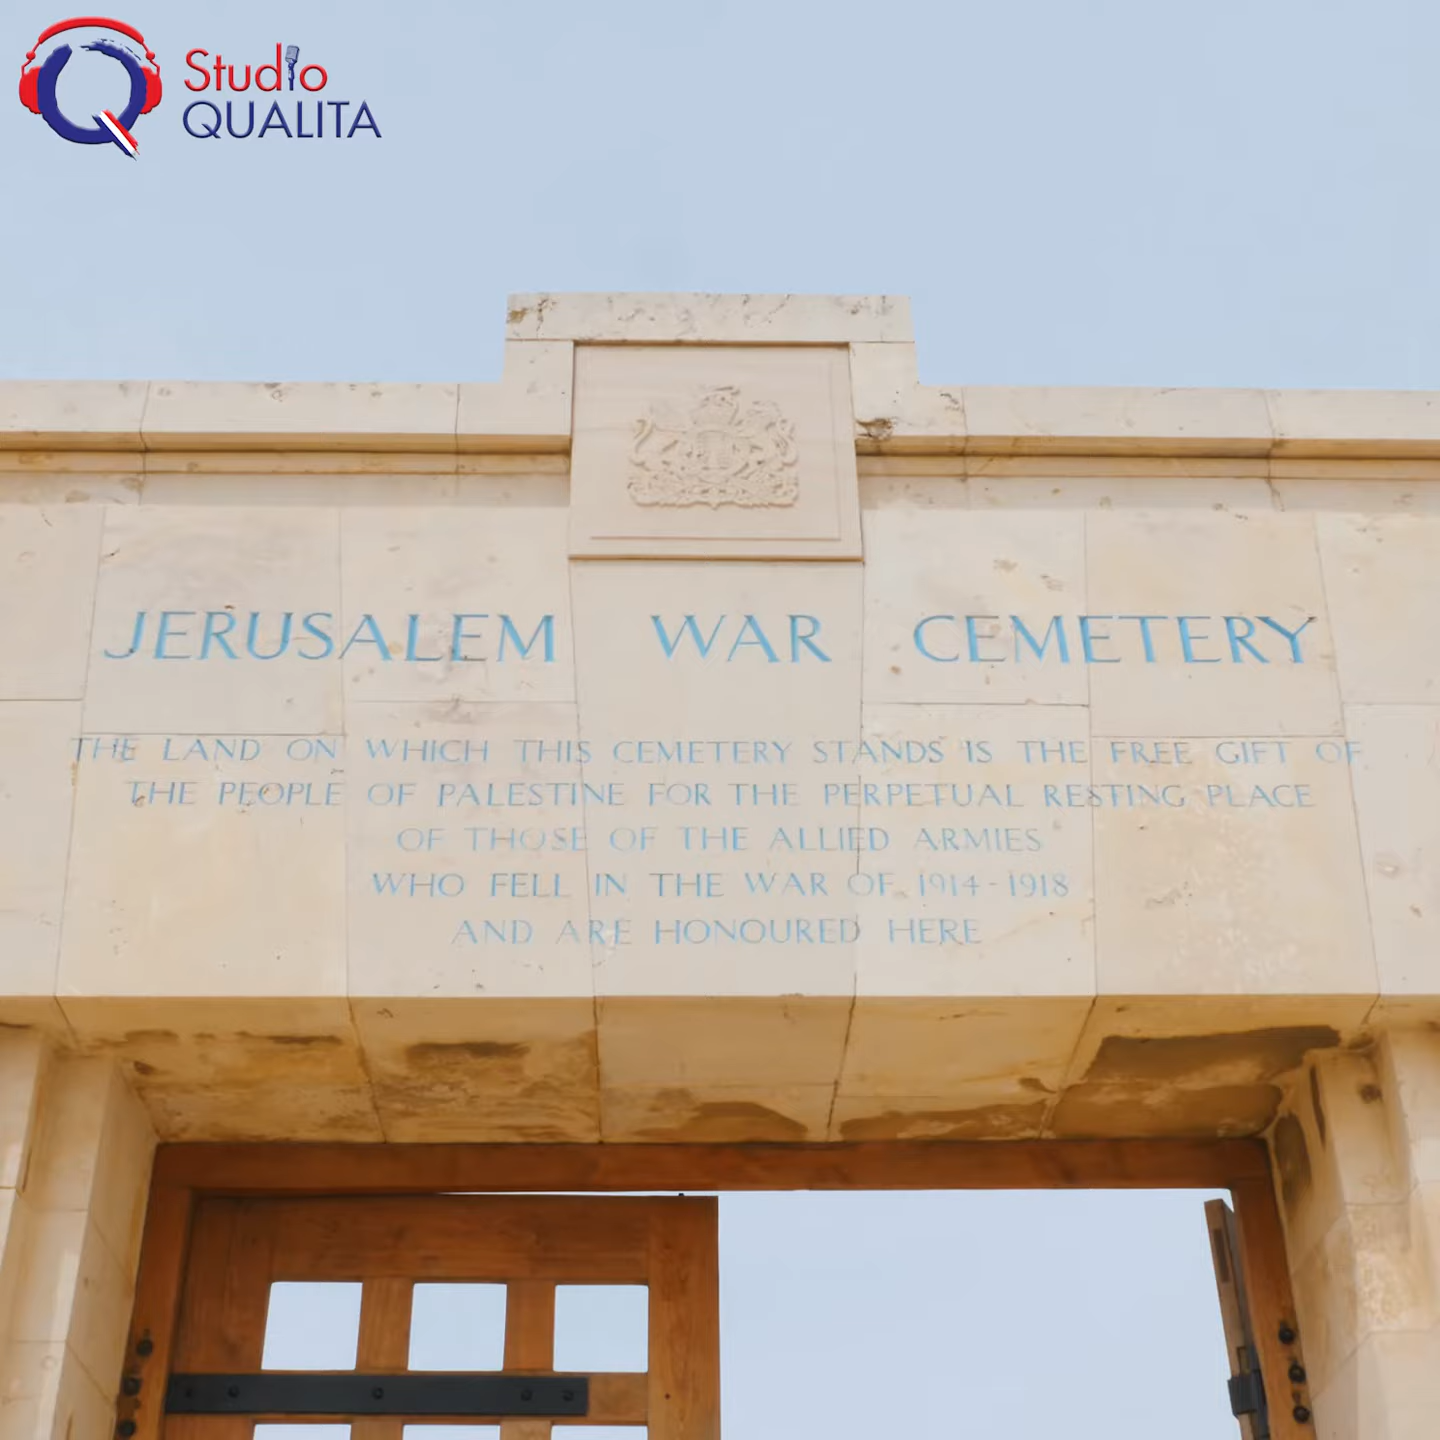 Studio
QUALITA
JERUSALEM WAR CEMETERY
THE LAND ON WHICH THIS CEMETERY STANDS IS THE FREE GIFT OF
THE PEOPLE OF PALESTINE FOR THE PERPETUAL RESTING PLACE
OF THOSE OF THE ALLIED ARMIES
WHO FELL IN THE WAR OF 1914-1918
AND ARE HONOURED HERE